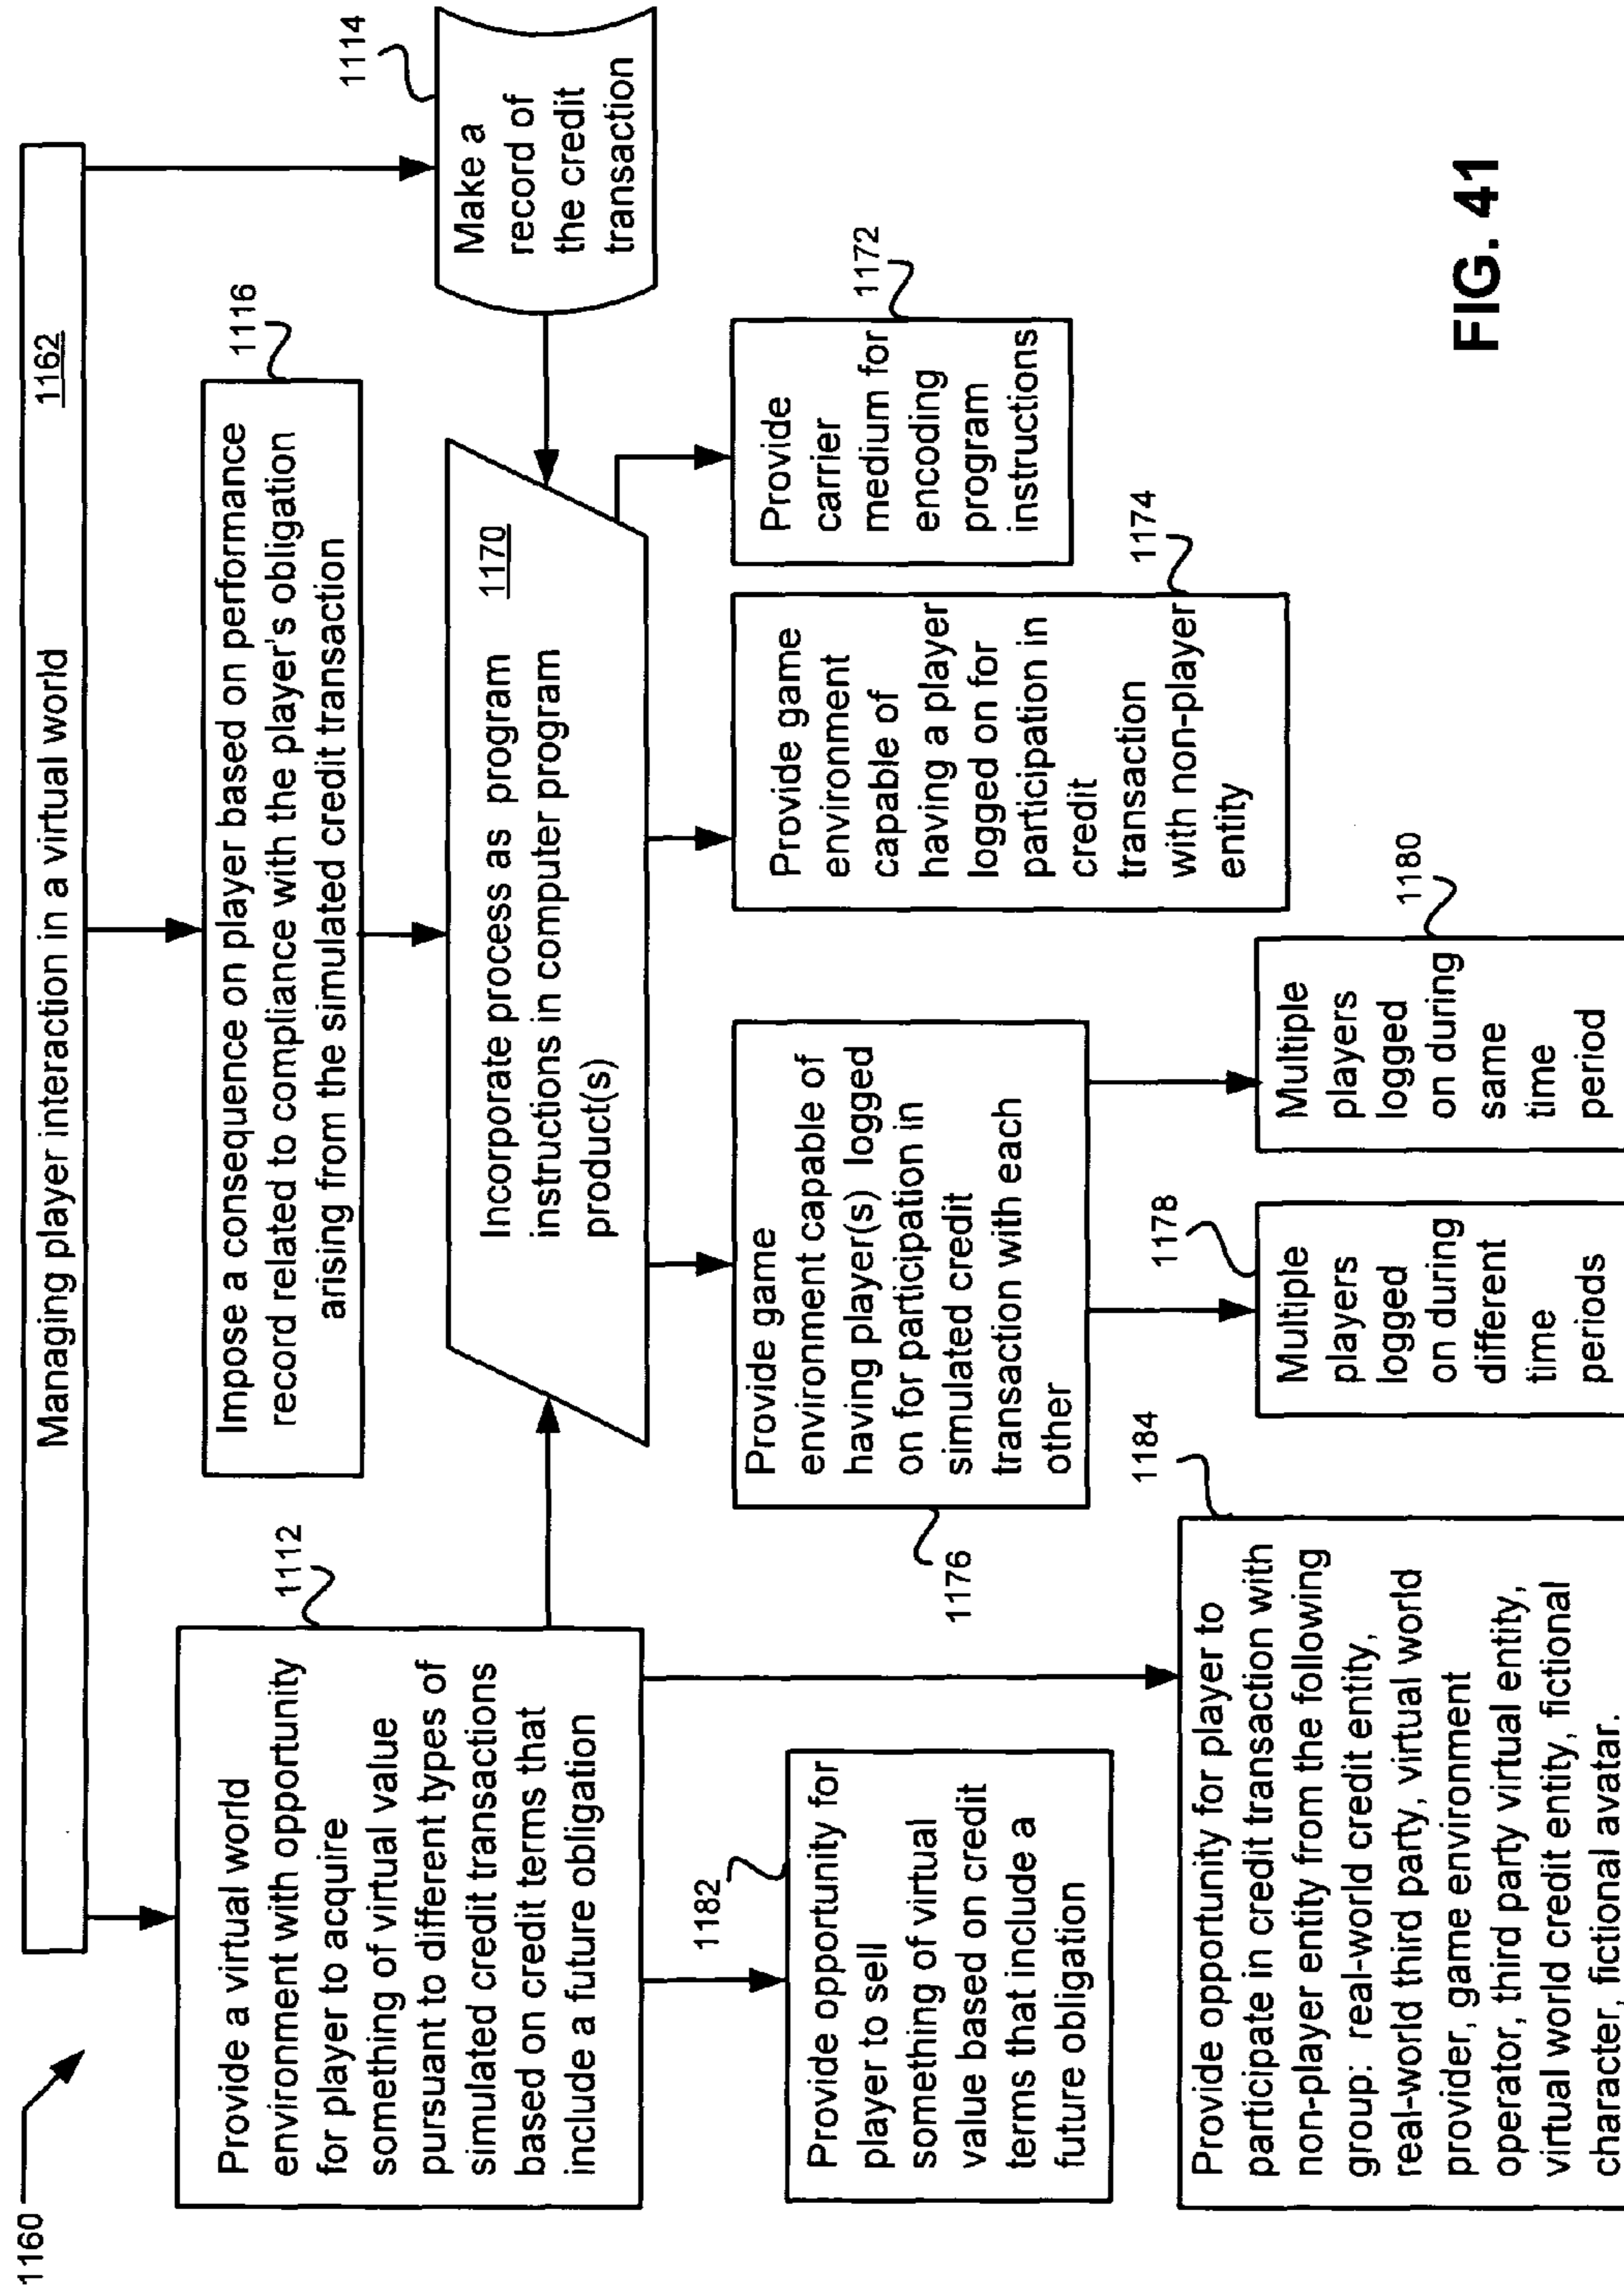 1160
Managing player interaction in a virtual world
1162
1112
Provide a virtual world
environment with opportunity
for player to acquire
something of virtual value
pursuant to different types of
simulated credit transactions
based on credit terms that
include a future obligation
1116
Impose a consequence on player based on performance
record related to compliance with the player's obligation
arising from the simulated credit transaction
1114
Make a
record of
the credit
transaction
1170
Incorporate process as program
instructions in computer program
product(s)
1182
Provide opportunity for
player to sell
something of virtual
value based on credit
terms that include a
future obligation
1176
Provide game
environment capable of
having player(s) logged
on for participation in
simulated credit
transaction with each
other
1174
Provide game
environment
capable of
having a player
logged on for
participation in
credit
transaction
with non-player
entity
1172
Provide
carrier
medium for
encoding
program
instructions
1184
Provide opportunity for player to
participate in credit transaction with
non-player entity from the following
group: real-world credit entity,
real-world third party, virtual world
provider, game environment
operator, third party virtual entity,
virtual world credit entity, fictional
character, fictional avatar.
1178
Multiple
players
logged
on during
different
time
periods
1180
Multiple
players
logged
on during
same
time
period
FIG. 41